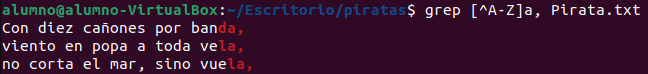 alumno@alumno-VirtualBox:~/Escritorio/piratas$ grep [^A-Z]a, Pirata.txt
Con diez cañones por banda,
viento en popa a toda vela,
no corta el mar, sino vuela,